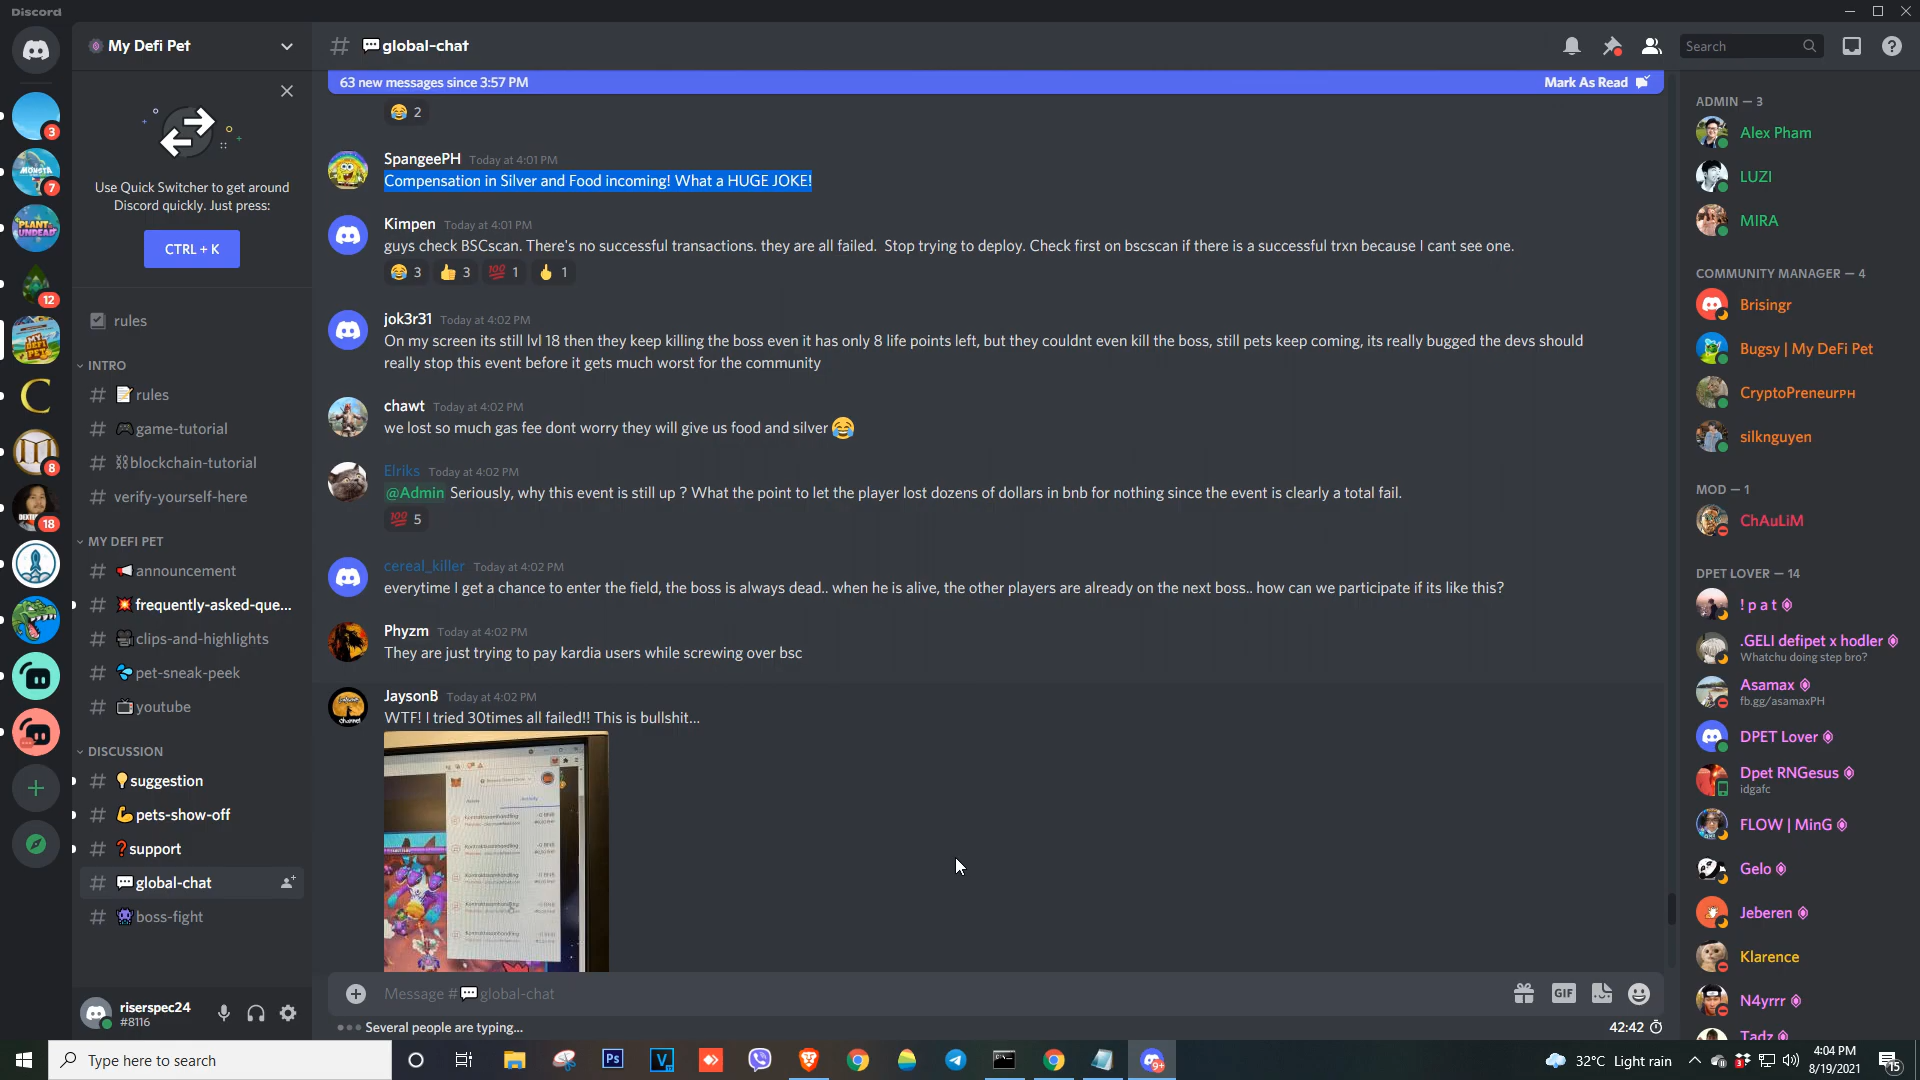 Discord
My Defi Pet
Use Quick Switcher to get around
Discord quickly. Just press:
CTRL + K
rules
INTRO
rules
game-tutorial
blockchain-tutorial
verify-yourself-here
MY DEFI PET
announcement
frequently-asked-que...
clips-and-highlights
pet-sneak-peek
youtube
DISCUSSION
suggestion
pets-show-off
support
global-chat
boss-fight
riserspec24
#8116
3
MONSTA
7
PLANT
UNDEAD
12
MY
DEFI
PET
8
18
global-chat
Search
63 new messages since 3:57 PM
Mark As Read
2
SpangeePH Today at 4:01 PM
Compensation in Silver and Food incoming! What a HUGE JOKE!
Kimpen Today at 4:01 PM
guys check BSCscan. There's no successful transactions. they are all failed.  Stop trying to deploy. Check first on bscscan if there is a successful trxn because I cant see one.
3 3 1 1
jok3r31 Today at 4:02 PM
On my screen its still lvl 18 then they keep killing the boss even it has only 8 life points left, but they couldnt even kill the boss, still pets keep coming, its really bugged the devs should
really stop this event before it gets much worst for the community
chawt Today at 4:02 PM
we lost so much gas fee dont worry they will give us food and silver
Elriks Today at 4:02 PM
@Admin Seriously, why this event is still up ? What the point to let the player lost dozens of dollars in bnb for nothing since the event is clearly a total fail.
5
cereal_killer Today at 4:02 PM
everytime I get a chance to enter the field, the boss is always dead.. when he is alive, the other players are already on the next boss.. how can we participate if its like this?
Phyzm Today at 4:02 PM
They are just trying to pay kardia users while screwing over bsc
JaysonB Today at 4:02 PM
WTF! I tried 30times all failed!! This is bullshit...
Activity
Message # global-chat
GIF
Several people are typing...
42:42
ADMIN — 3
Alex Pham
LUZI
MIRA
COMMUNITY MANAGER — 4
Brisingr
Bugsy | My DeFi Pet
CryptoPreneurPH
silknguyen
MOD — 1
ChAuLiM
DPET LOVER — 14
! p a t
.GELI defipet x hodler
Whatchu doing step bro?
Asamax
fb.gg/asamaxPH
DPET Lover
Dpet RNGesus
idgafc
FLOW | MinG
Gelo
Jeberen
Klarence
N4yrrr
Tadz
Type here to search
Ps
V
9+
32°C Light rain
3
4:04 PM
8/19/2021
15